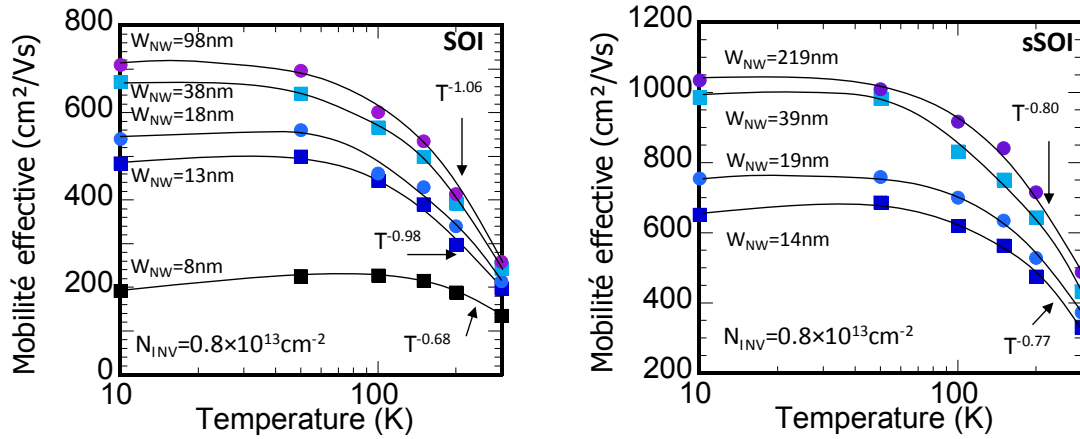 800
600
400
200
0
Mobilité effective (cm²/Vs)
SOI
W_NW=98nm
W_NW=38nm
W_NW=18nm
W_NW=13nm
W_NW=8nm
T^-1.06
T^-0.98
T^-0.68
N_INV=0.8×10^13cm^-2
10 100
Temperature (K)
1200
1000
800
600
400
200
Mobilité effective (cm²/Vs)
sSOI
W_NW=219nm
W_NW=39nm
W_NW=19nm
W_NW=14nm
T^-0.80
T^-0.77
N_INV=0.8×10^13cm^-2
10 100
Temperature (K)